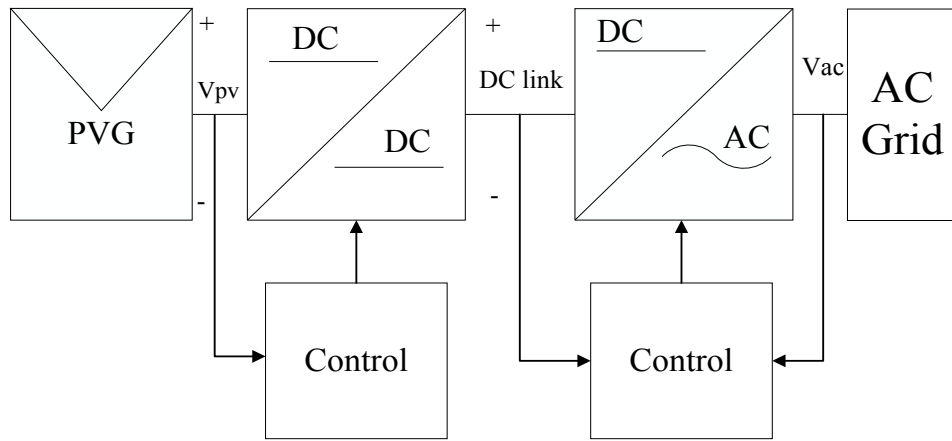 +
DC
+
DC
Vpv
DC link
Vac
AC
Grid
PVG
DC
AC
-
-
Control
Control